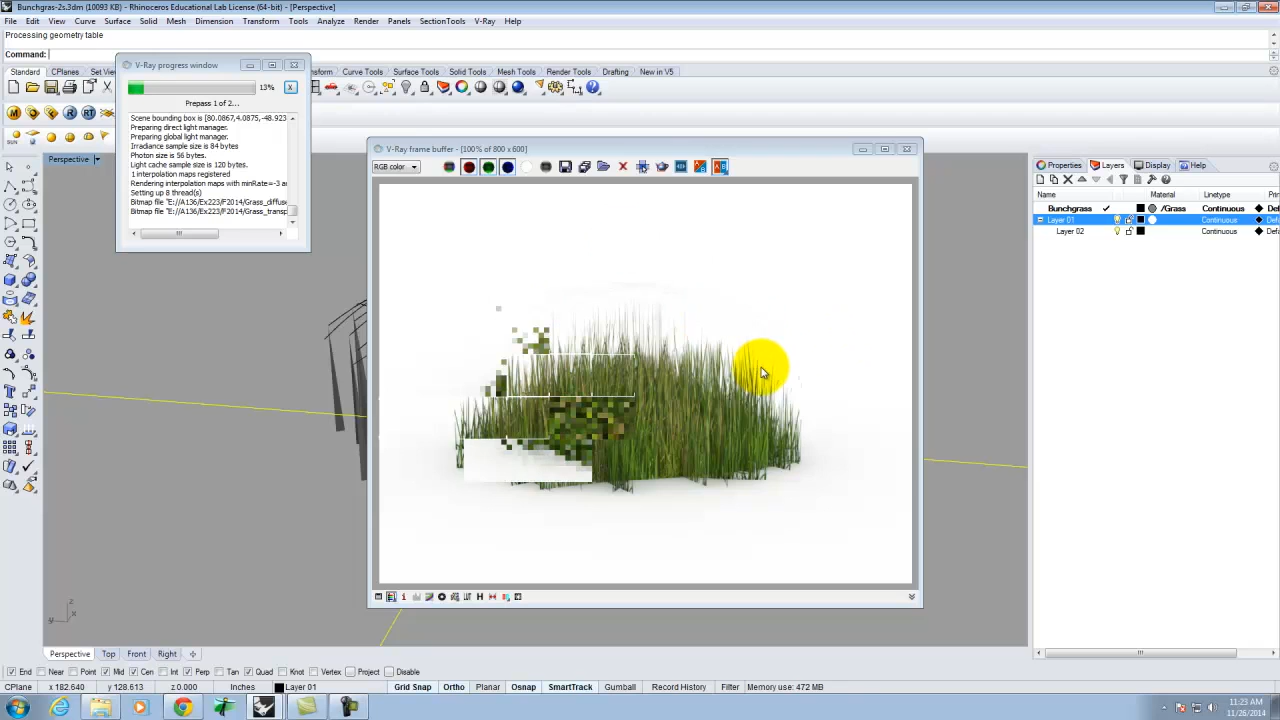 Bunchgras-2s.3dm (10093 KB) - Rhinoceros Educational Lab License (64-bit) - [Perspective]
File Edit View Curve Surface Solid Mesh Dimension Transform Tools Analyze Render Panels SectionTools V-Ray Help
Processing geometry table
Command:
Standard CPlanes Set Vie nsform Curve Tools Surface Tools Solid Tools Mesh Tools Render Tools Drafting New in V5
V-Ray progress window
13%
Prepass 1 of 2...
Scene bounding box is [80.0867,4.0875,-48.923
Preparing direct light manager.
Preparing global light manager.
Irradiance sample size is 84 bytes
Photon size is 56 bytes.
Light cache sample size is 120 bytes.
1 interpolation maps registered
Rendering interpolation maps with minRate=-3 ar
Setting up 8 thread(s)
Bitmap file "E://A136/Ex223/F2014/Grass_diffuse
Bitmap file "E://A136/Ex223/F2014/Grass_transp
V-Ray frame buffer - [100% of 800 x 600]
RGB color
Perspective
Properties Layers Display Help
Name Material Linetype Prin
Bunchgrass /Grass Continuous Def
Layer 01 Continuous Defa
Layer 02 Continuous Defa
z
y x
Perspective Top Front Right
End Near Point Mid Cen Int Perp Tan Quad Knot Vertex Project Disable
CPlane x 182.640 y 128.613 z 0.000 Inches Layer 01 Grid Snap Ortho Planar Osnap SmartTrack Gumball Record History Filter Memory use: 472 MB
11:23 AM
11/26/2014